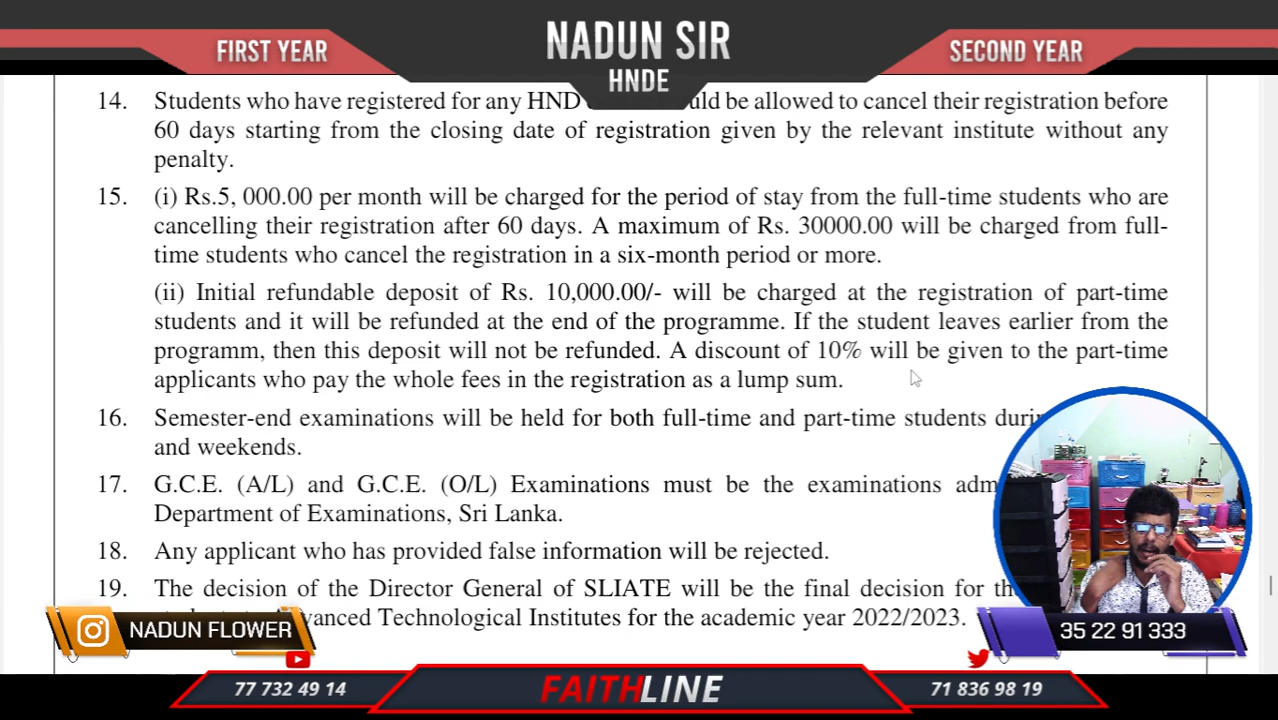 FIRST YEAR
NADUN SIR
HNDE
SECOND YEAR
14. Students who have registered for any HND uld be allowed to cancel their registration before
60 days starting from the closing date of registration given by the relevant institute without any
penalty.
15. (i) Rs.5, 000.00 per month will be charged for the period of stay from the full-time students who are
cancelling their registration after 60 days. A maximum of Rs. 30000.00 will be charged from full-
time students who cancel the registration in a six-month period or more.
(ii) Initial refundable deposit of Rs. 10,000.00/- will be charged at the registration of part-time
students and it will be refunded at the end of the programme. If the student leaves earlier from the
programm, then this deposit will not be refunded. A discount of 10% will be given to the part-time
applicants who pay the whole fees in the registration as a lump sum.
16. Semester-end examinations will be held for both full-time and part-time students duri
and weekends.
17. G.C.E. (A/L) and G.C.E. (O/L) Examinations must be the examinations adm
Department of Examinations, Sri Lanka.
18. Any applicant who has provided false information will be rejected.
19. The decision of the Director General of SLIATE will be the final decision for th
vanced Technological Institutes for the academic year 2022/2023.
NADUN FLOWER
35 22 91 333
77 732 49 14
FAITHLINE
71 836 98 19